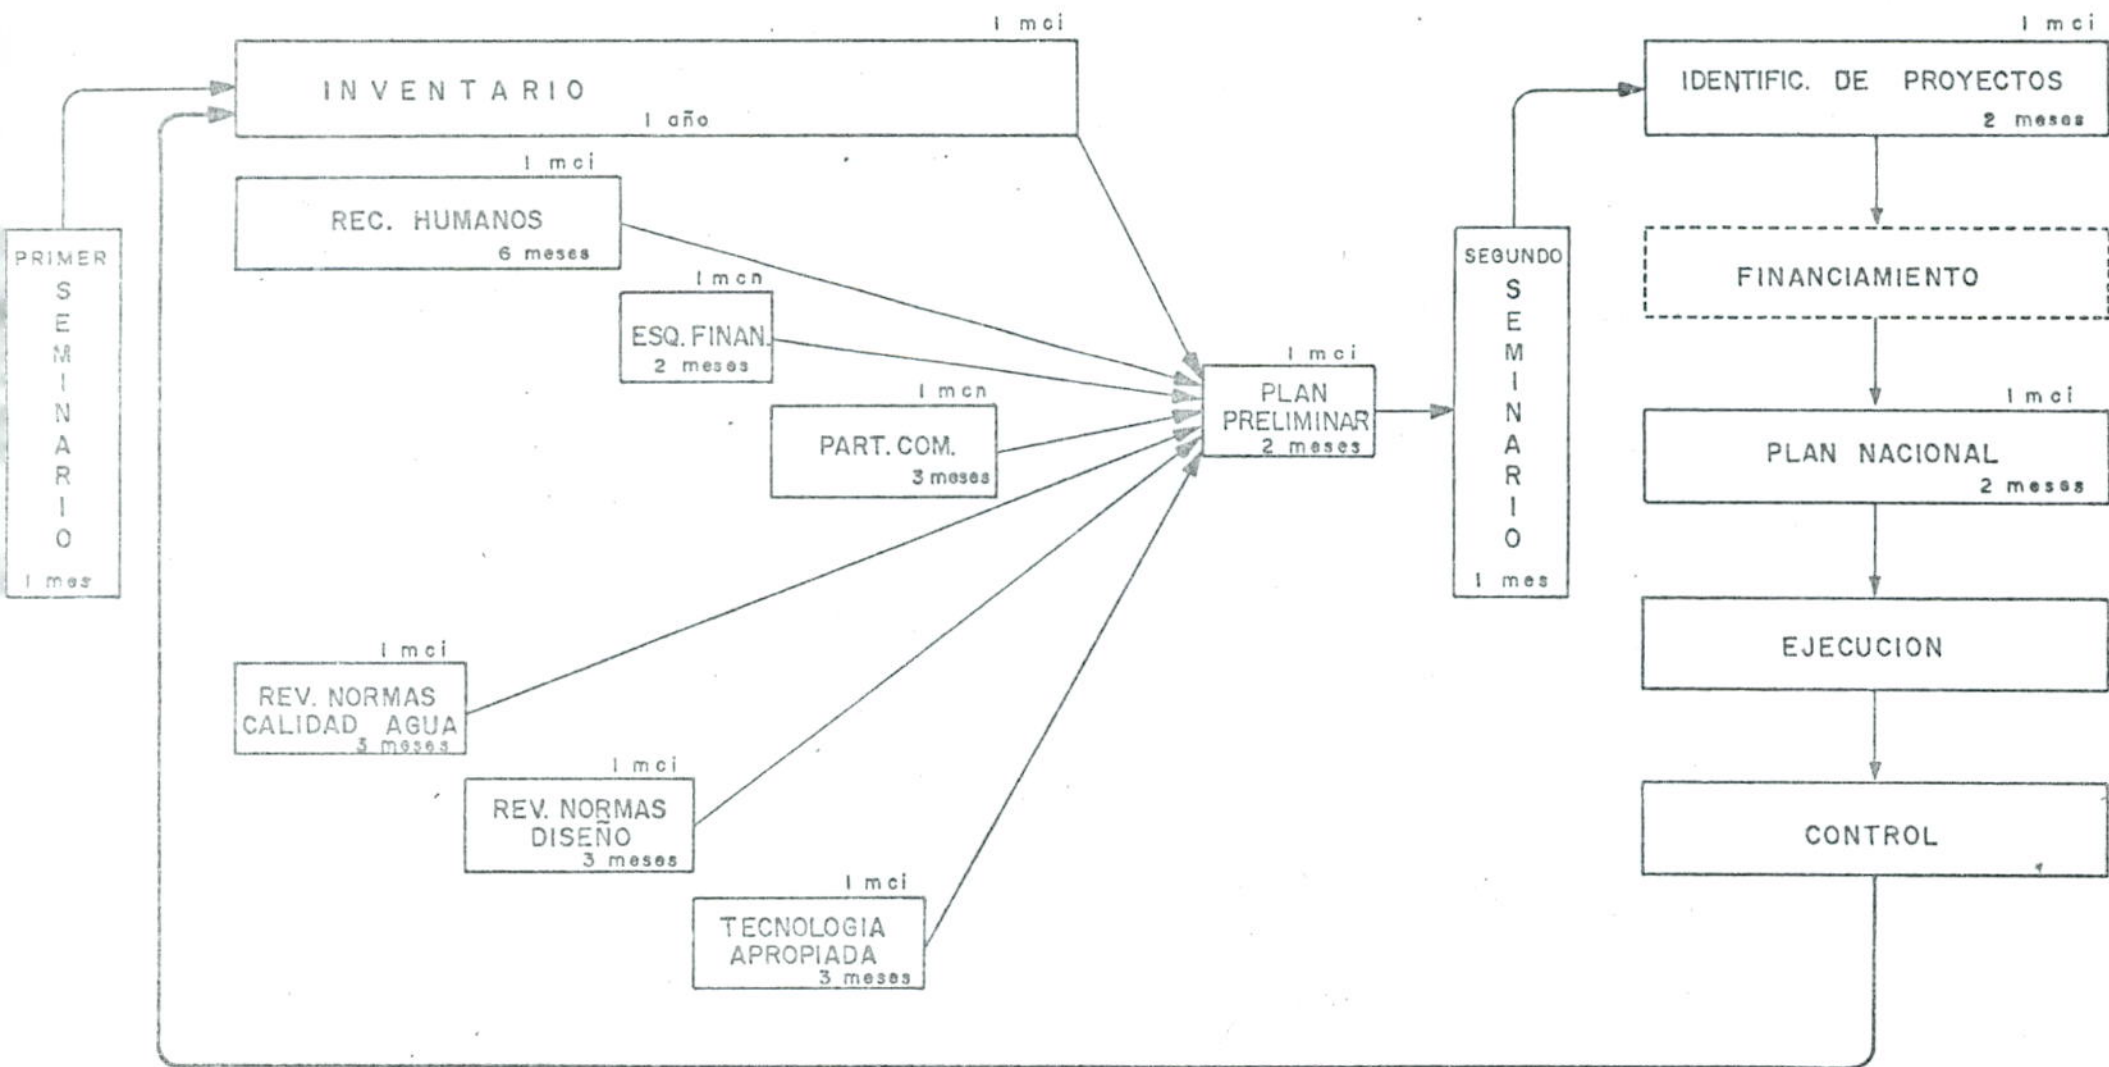 1 mci
INVENTARIO
1 año
1 mci
REC. HUMANOS
6 meses
PRIMER
SEMINARIO
1 mes
1 mcn
ESQ. FINAN.
2 meses
1 mcn
PART. COM.
3 meses
1 mci
REV. NORMAS
CALIDAD AGUA
3 meses
1 mci
REV. NORMAS
DISEÑO
3 meses
1 mci
TECNOLOGIA
APROPIADA
3 meses
1 mci
PLAN
PRELIMINAR
2 meses
SEGUNDO
SEMINARIO
1 mes
1 mci
IDENTIFIC. DE PROYECTOS
2 meses
FINANCIAMIENTO
1 mci
PLAN NACIONAL
2 meses
EJECUCION
CONTROL